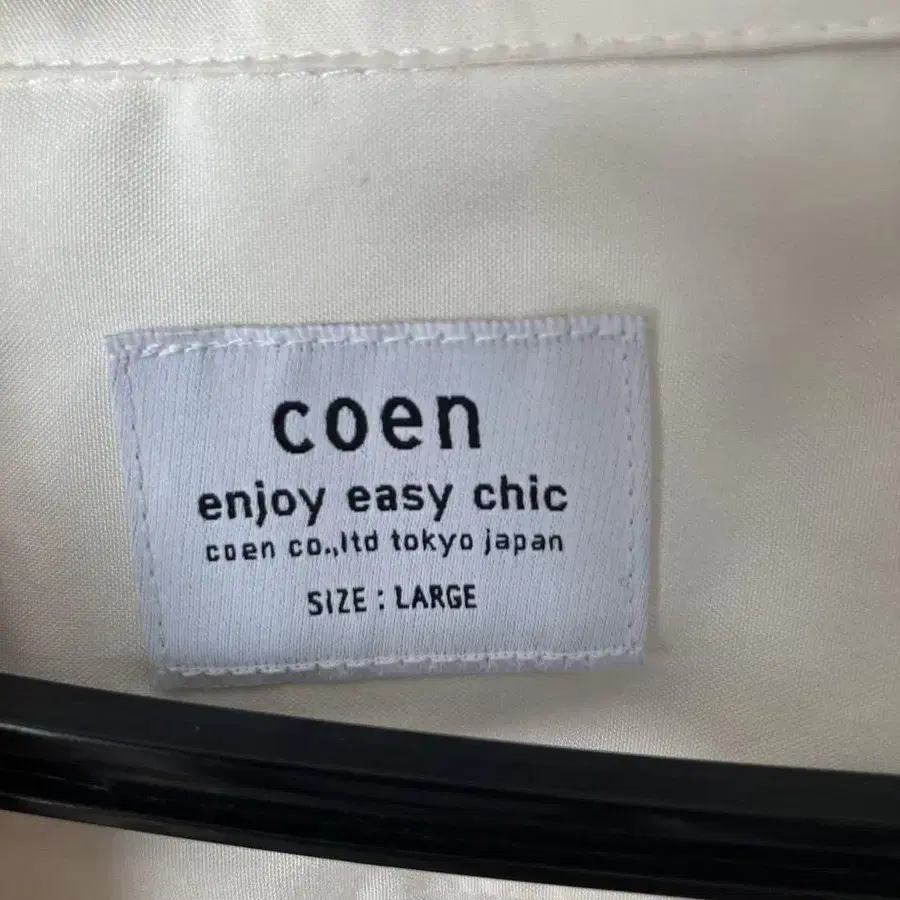 coen
enjoy easy chic
coen co.,ltd tokyo japan
SIZE : LARGE